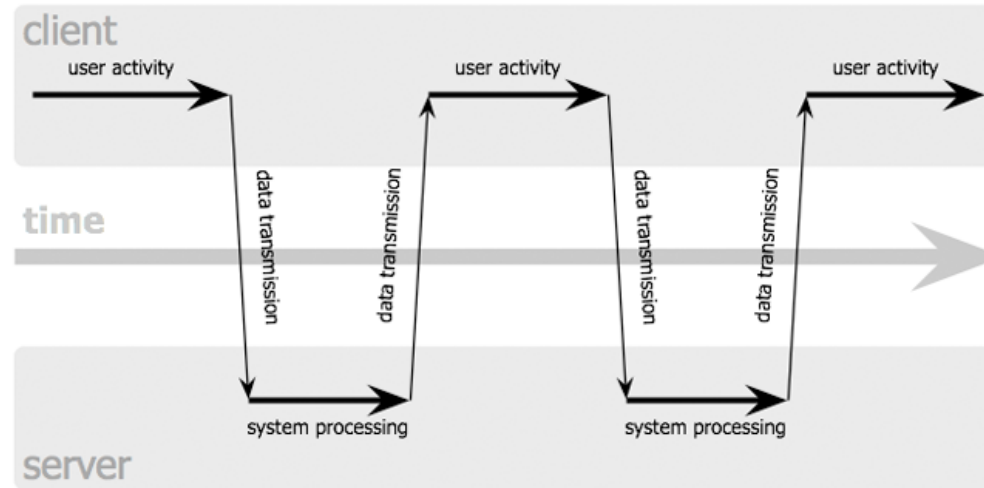 client
user activity
user activity
user activity
data transmission
data transmission
data transmission
data transmission
time
system processing
system processing
server